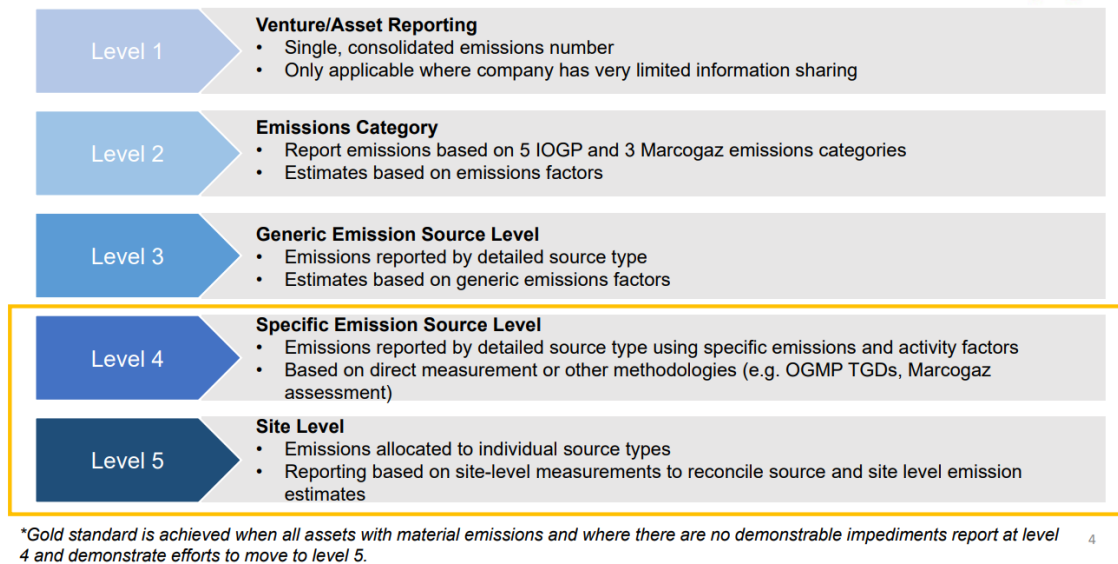 Level 1
Venture/Asset Reporting
• Single, consolidated emissions number
• Only applicable where company has very limited information sharing
Level 2
Emissions Category
• Report emissions based on 5 IOGP and 3 Marcogaz emissions categories
• Estimates based on emissions factors
Level 3
Generic Emission Source Level
• Emissions reported by detailed source type
• Estimates based on generic emissions factors
Level 4
Specific Emission Source Level
• Emissions reported by detailed source type using specific emissions and activity factors
• Based on direct measurement or other methodologies (e.g. OGMP TGDs, Marcogaz
assessment)
Level 5
Site Level
• Emissions allocated to individual source types
• Reporting based on site-level measurements to reconcile source and site level emission
estimates
*Gold standard is achieved when all assets with material emissions and where there are no demonstrable impediments report at level
4 and demonstrate efforts to move to level 5.
4